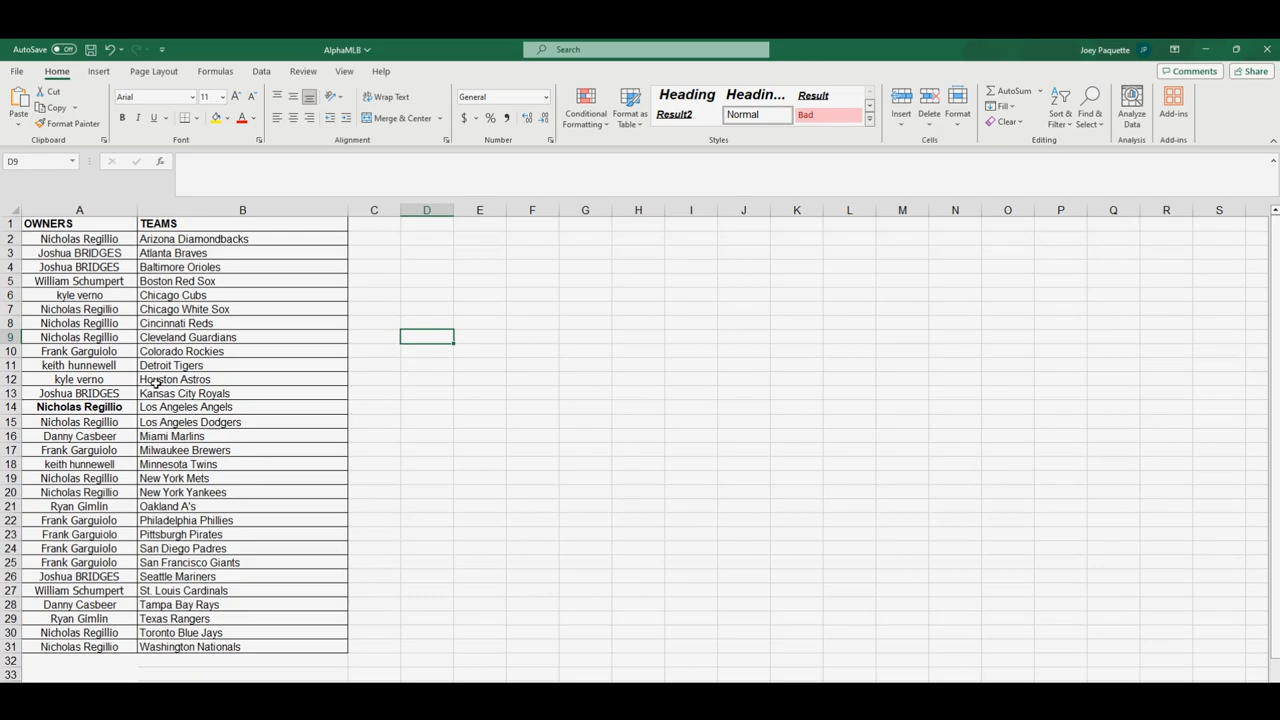 AutoSave Off AlphaMLB Search Joey Paquette JP
File Home Insert Page Layout Formulas Data Review View Help Comments Share
Paste Cut Copy Format Painter Clipboard
Arial 11 B I U A Font
Wrap Text Merge & Center Alignment
General $ % Number
Conditional Formatting Format as Table Heading Headin... Result Result2 Normal Bad Styles
Insert Delete Format Cells
AutoSum Fill Clear Sort & Filter Find & Select Editing
Analyze Data Analysis
Add-ins Add-ins
D9 fx
A B C D E F G H I J K L M N O P Q R S
1 OWNERS TEAMS
2 Nicholas Regillio Arizona Diamondbacks
3 Joshua BRIDGES Atlanta Braves
4 Joshua BRIDGES Baltimore Orioles
5 William Schumpert Boston Red Sox
6 kyle verno Chicago Cubs
7 Nicholas Regillio Chicago White Sox
8 Nicholas Regillio Cincinnati Reds
9 Nicholas Regillio Cleveland Guardians
10 Frank Garguiolo Colorado Rockies
11 keith hunnewell Detroit Tigers
12 kyle verno Houston Astros
13 Joshua BRIDGES Kansas City Royals
14 Nicholas Regillio Los Angeles Angels
15 Nicholas Regillio Los Angeles Dodgers
16 Danny Casbeer Miami Marlins
17 Frank Garguiolo Milwaukee Brewers
18 keith hunnewell Minnesota Twins
19 Nicholas Regillio New York Mets
20 Nicholas Regillio New York Yankees
21 Ryan Gimlin Oakland A's
22 Frank Garguiolo Philadelphia Phillies
23 Frank Garguiolo Pittsburgh Pirates
24 Frank Garguiolo San Diego Padres
25 Frank Garguiolo San Francisco Giants
26 Joshua BRIDGES Seattle Mariners
27 William Schumpert St. Louis Cardinals
28 Danny Casbeer Tampa Bay Rays
29 Ryan Gimlin Texas Rangers
30 Nicholas Regillio Toronto Blue Jays
31 Nicholas Regillio Washington Nationals
32
33